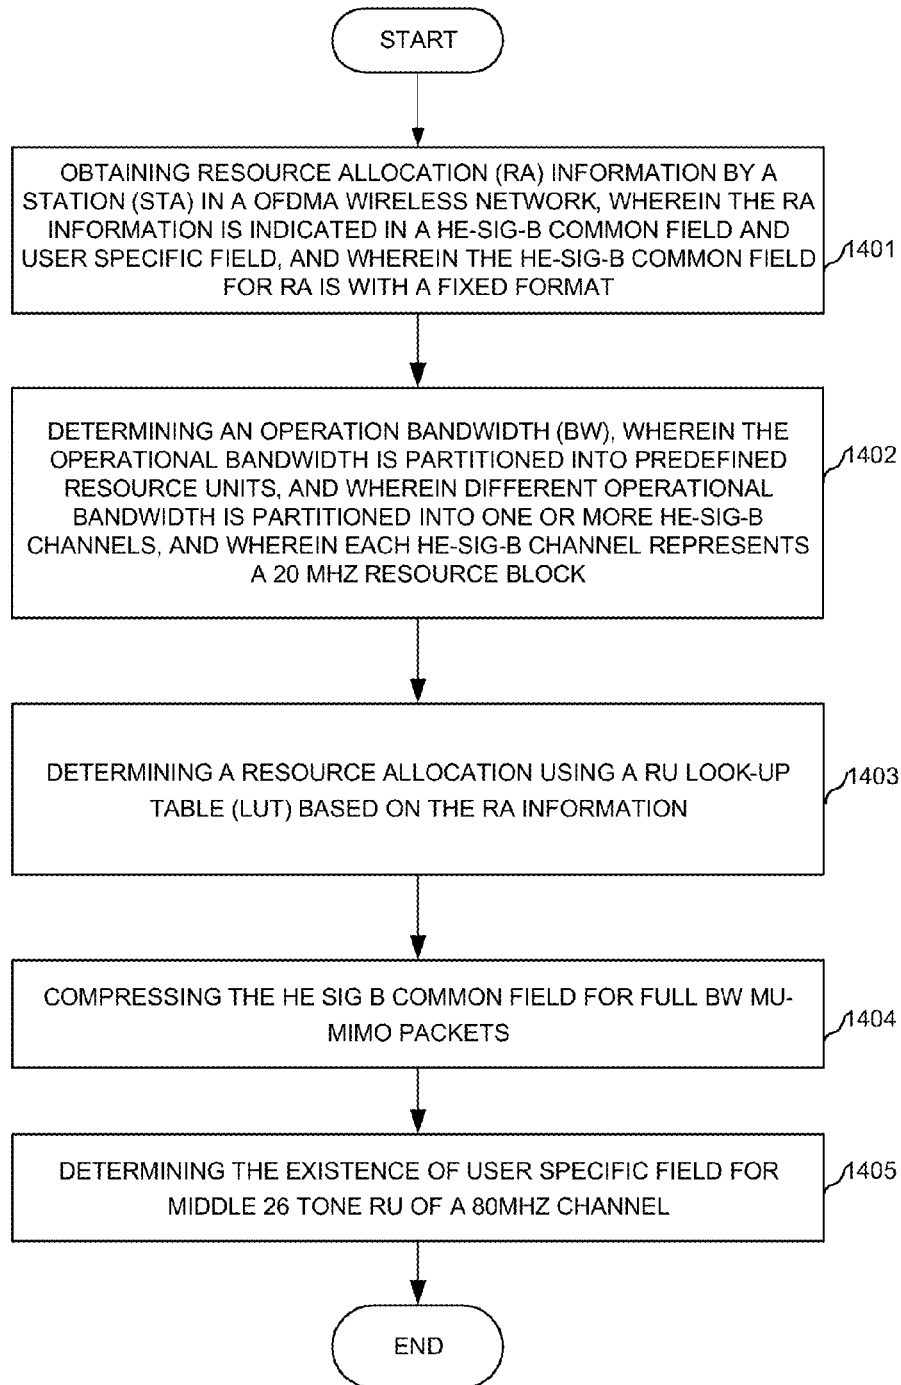 START
OBTAINING RESOURCE ALLOCATION (RA) INFORMATION BY A
STATION (STA) IN A OFDMA WIRELESS NETWORK, WHEREIN THE RA
INFORMATION IS INDICATED IN A HE-SIG-B COMMON FIELD AND
USER SPECIFIC FIELD, AND WHEREIN THE HE-SIG-B COMMON FIELD
FOR RA IS WITH A FIXED FORMAT
1401
DETERMINING AN OPERATION BANDWIDTH (BW), WHEREIN THE
OPERATIONAL BANDWIDTH IS PARTITIONED INTO PREDEFINED
RESOURCE UNITS, AND WHEREIN DIFFERENT OPERATIONAL
BANDWIDTH IS PARTITIONED INTO ONE OR MORE HE-SIG-B
CHANNELS, AND WHEREIN EACH HE-SIG-B CHANNEL REPRESENTS
A 20 MHZ RESOURCE BLOCK
1402
DETERMINING A RESOURCE ALLOCATION USING A RU LOOK-UP
TABLE (LUT) BASED ON THE RA INFORMATION
1403
COMPRESSING THE HE SIG B COMMON FIELD FOR FULL BW MU-
MIMO PACKETS
1404
DETERMINING THE EXISTENCE OF USER SPECIFIC FIELD FOR
MIDDLE 26 TONE RU OF A 80MHZ CHANNEL
1405
END